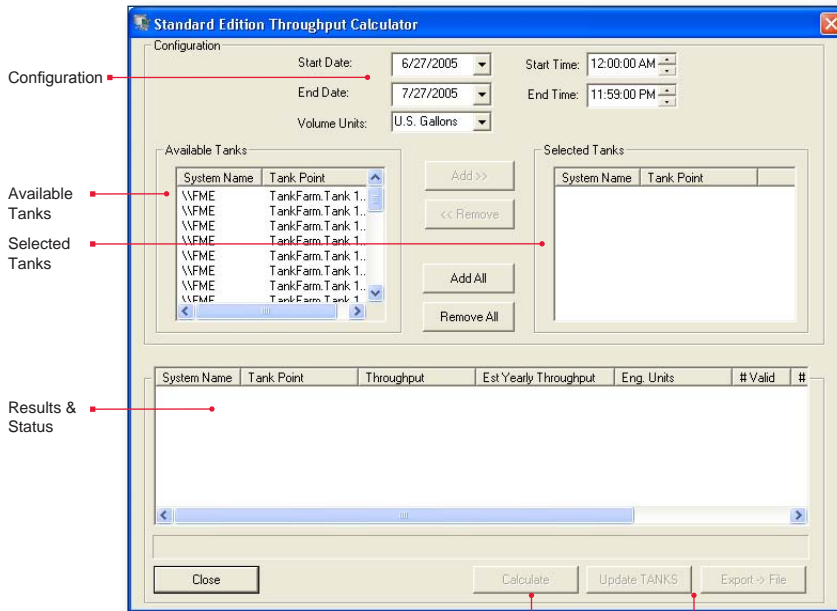 Standard Edition Throughput Calculator
Configuration
Start Date: 6/27/2005 Start Time: 12:00:00 AM
Configuration
End Date: 7/27/2005 End Time: 11:59:00 PM
Volume Units: U.S. Gallons
Available Tanks
Selected Tanks
System Name Tank Point
Add >>
System Name Tank Point
Available
Tanks
\\FME TankFarm.Tank 1..
\\FME TankFarm.Tank 1..
<< Remove
\\FME TankFarm.Tank 1..
Selected
Tanks
\\FME TankFarm.Tank 1..
\\FME TankFarm.Tank 1..
\\FME TankFarm.Tank 1..
Add All
\\FME TankFarm.Tank 1..
\\FME TankFarm.Tank 1..
Remove All
System Name Tank Point Throughput Est Yearly Throughput Eng. Units # Valid #
Results &
Status
Close Calculate Update TANKS Export -> File